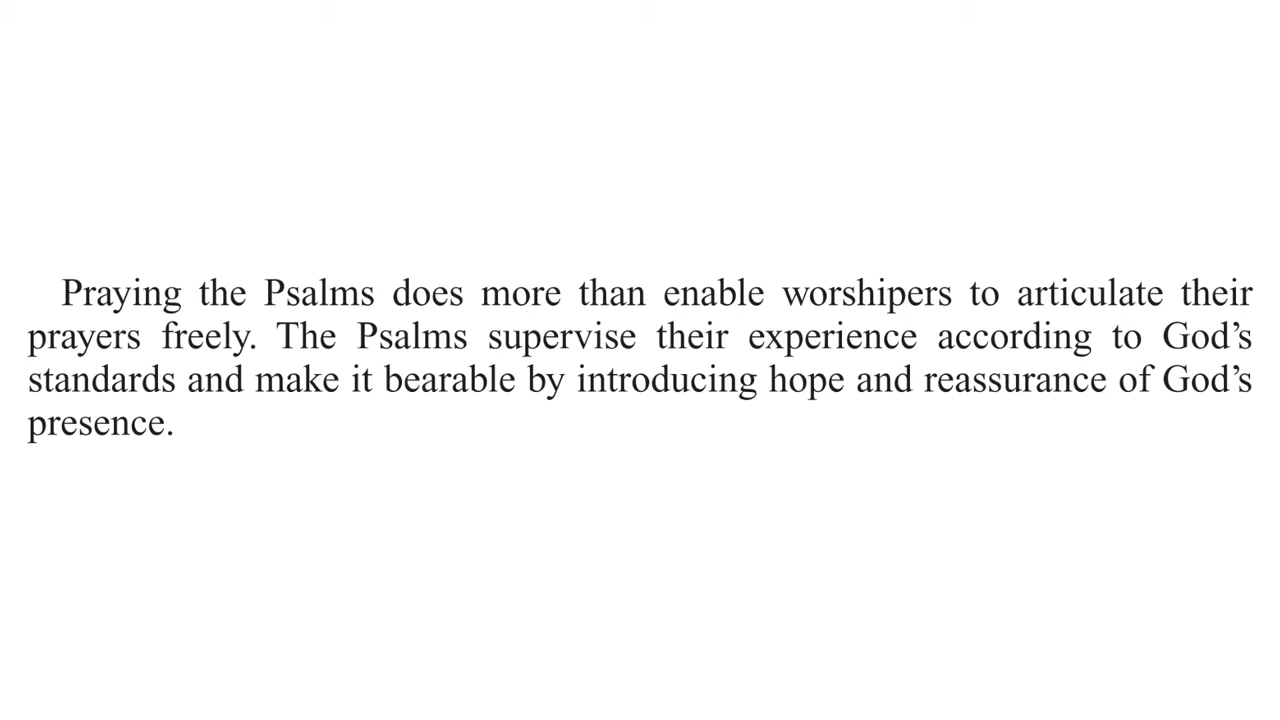 Praying the Psalms does more than enable worshipers to articulate their
prayers freely. The Psalms supervise their experience according to God’s
standards and make it bearable by introducing hope and reassurance of God’s
presence.